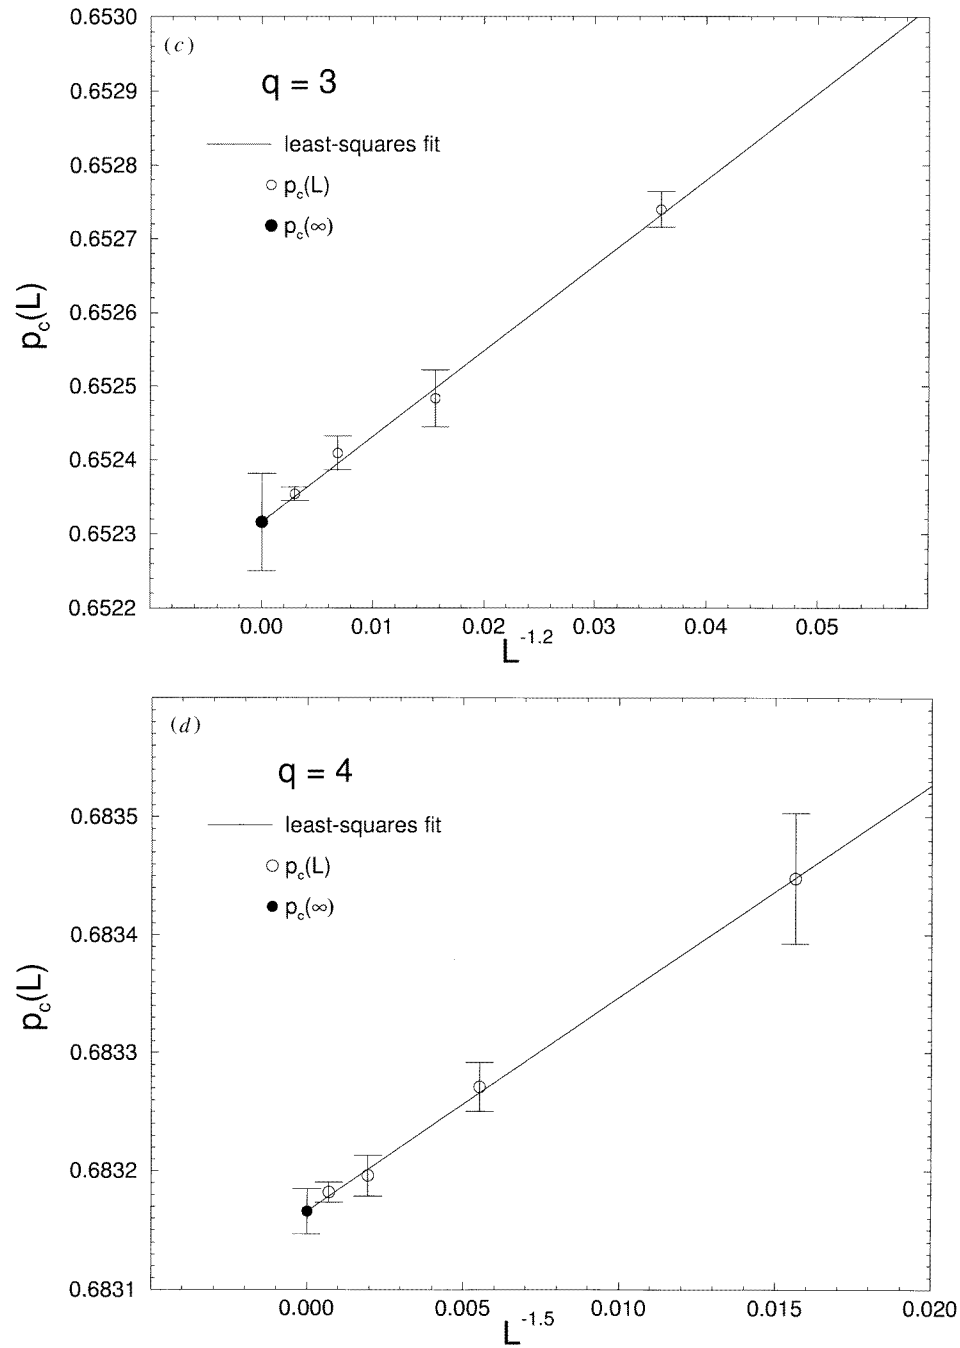 (c)
q = 3
least-squares fit
p_c(L)
p_c(∞)
p_c(L)
0.6530
0.6529
0.6528
0.6527
0.6526
0.6525
0.6524
0.6523
0.6522
0.00 0.01 0.02 0.03 0.04 0.05
L^-1.2
(d)
q = 4
least-squares fit
p_c(L)
p_c(∞)
p_c(L)
0.6835
0.6834
0.6833
0.6832
0.6831
0.000 0.005 0.010 0.015 0.020
L^-1.5